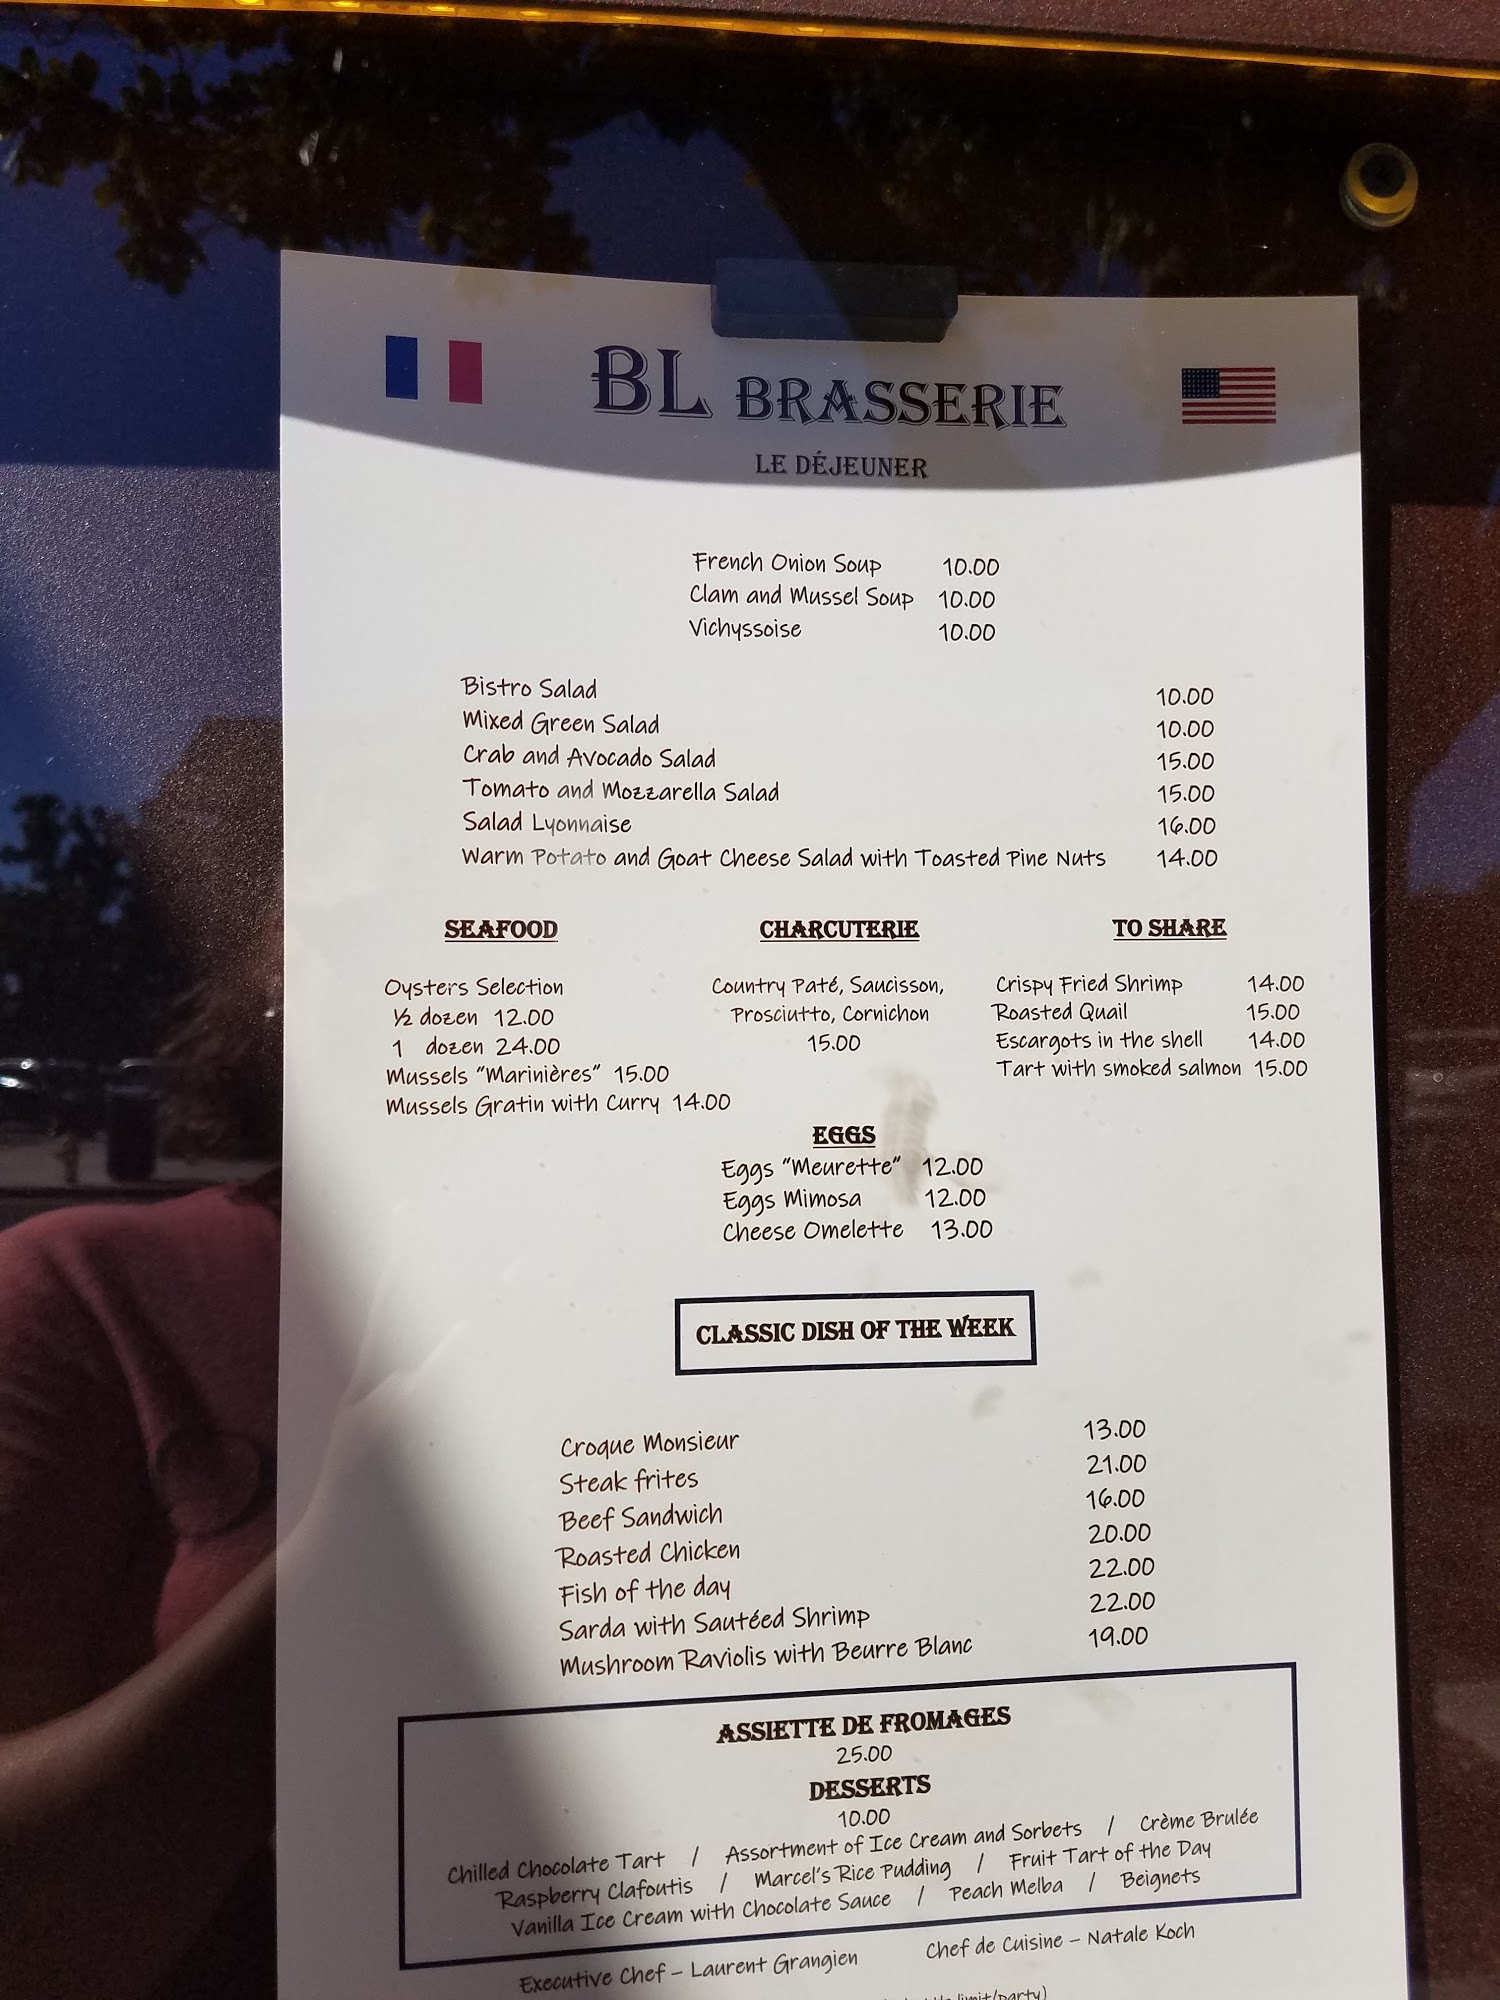 BL BRASSERIE
LE DÉJEUNER
French Onion Soup 10.00
Clam and Mussel Soup 10.00
Vichyssoise 10.00
Bistro Salad 10.00
Mixed Green Salad 10.00
Crab and Avocado Salad 15.00
Tomato and Mozzarella Salad 15.00
Salad Lyonnaise 16.00
Warm Potato and Goat Cheese Salad with Toasted Pine Nuts 14.00
SEAFOOD
Oysters Selection
½ dozen 12.00
1 dozen 24.00
Mussels "Marinières" 15.00
Mussels Gratin with Curry 14.00
CHARCUTERIE
Country Paté, Saucisson,
Prosciutto, Cornichon
15.00
TO SHARE
Crispy Fried Shrimp 14.00
Roasted Quail 15.00
Escargots in the shell 14.00
Tart with smoked salmon 15.00
EGGS
Eggs "Meurette" 12.00
Eggs Mimosa 12.00
Cheese Omelette 13.00
CLASSIC DISH OF THE WEEK
Croque Monsieur 13.00
Steak frites 21.00
Beef Sandwich 16.00
Roasted Chicken 20.00
Fish of the day 22.00
Sarda with Sautéed Shrimp 22.00
Mushroom Raviolis with Beurre Blanc 19.00
ASSIETTE DE FROMAGES
25.00
DESSERTS
10.00
Chilled Chocolate Tart / Assortment of Ice Cream and Sorbets / Crème Brulée
Raspberry Clafoutis / Marcel's Rice Pudding / Fruit Tart of the Day
Vanilla Ice Cream with Chocolate Sauce / Peach Melba / Beignets
Executive Chef – Laurent Grangien Chef de Cuisine – Natale Koch
limit/party)